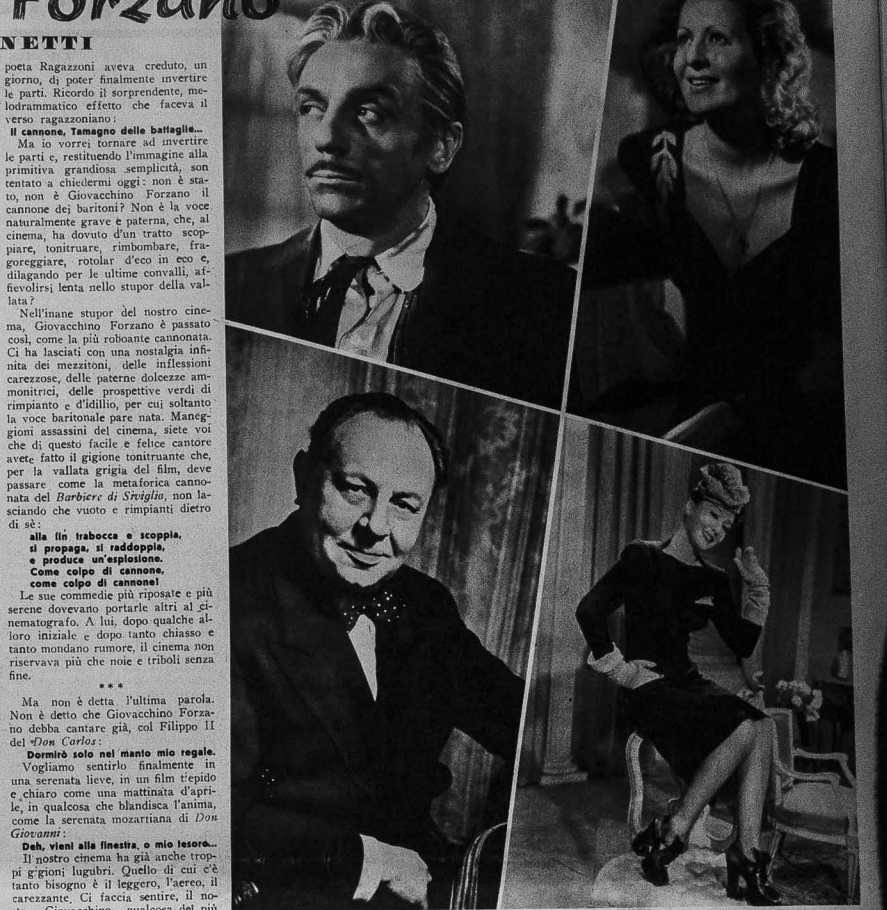 Forzano
NETTI
poeta Ragazzoni aveva creduto, un
giorno, di poter finalmente invertire
le parti. Ricordo il sorprendente, me-
lodrammatico effetto che faceva il
verso ragazzoniano:
Il cannone, Tamagno delle battaglie...
Ma io vorrei tornare ad invertire
le parti e, restituendo l'immagine alla
primitiva grandiosa semplicità, son
tentato a chiedermi oggi: non è sta-
to, non è Giovacchino Forzano il
cannone dei baritoni? Non è la voce
naturalmente grave e paterna, che, al
cinema, ha dovuto d'un tratto scop-
piare, tonitruare, rimbombare, fra-
goreggiare, rotolar d'eco in eco e,
dilagando per le ultime convalli, af-
fievolirsi lenta nello stupor della val-
lata?
Nell'inane stupor del nostro cine-
ma, Giovacchino Forzano è passato
così, come la più roboante cannonata.
Ci ha lasciati con una nostalgia infi-
nita dei mezzitoni, delle inflessioni
carezzose, delle paterne dolcezze am-
monitrici, delle prospettive verdi di
rimpianto e d'idillio, per cui soltanto
la voce baritonale pare nata. Maneg-
gioni assassini del cinema, siete voi
che di questo facile e felice cantore
avete fatto il gigione tonitruante che,
per la vallata grigia del film, deve
passare come la metaforica canno-
nata del Barbiere di Siviglia, non la-
sciando che vuoto e rimpianti dietro
di sè:
alla fin trabocca e scoppia,
si propaga, si raddoppia,
e produce un'esplosione.
Come colpo di cannone,
come colpo di cannone!
Le sue commedie più riposate e più
serene dovevano portarle altri al ci-
nematografo. A lui, dopo qualche al-
loro iniziale e dopo tanto chiasso e
tanto mondano rumore, il cinema non
riservava più che noie e triboli senza
fine.
***
Ma non è detta l'ultima parola.
Non è detto che Giovacchino Forza-
no debba cantare già, col Filippo II
del Don Carlos:
Dormirò solo nel manto mio regale.
Vogliamo sentirlo finalmente in
una serenata lieve, in un film tiepido
e chiaro come una mattinata d'apri-
le, in qualcosa che blandisca l'anima,
come la serenata mozartiana di Don
Giovanni:
Deh, vieni alla finestra, o mio tesoro...
Il nostro cinema ha già anche trop-
pi gigioni lugubri. Quello di cui c'è
tanto bisogno è il leggero, l'aereo, il
carezzante. Ci faccia sentire, il no-
Giovacchino, qualcosa del più